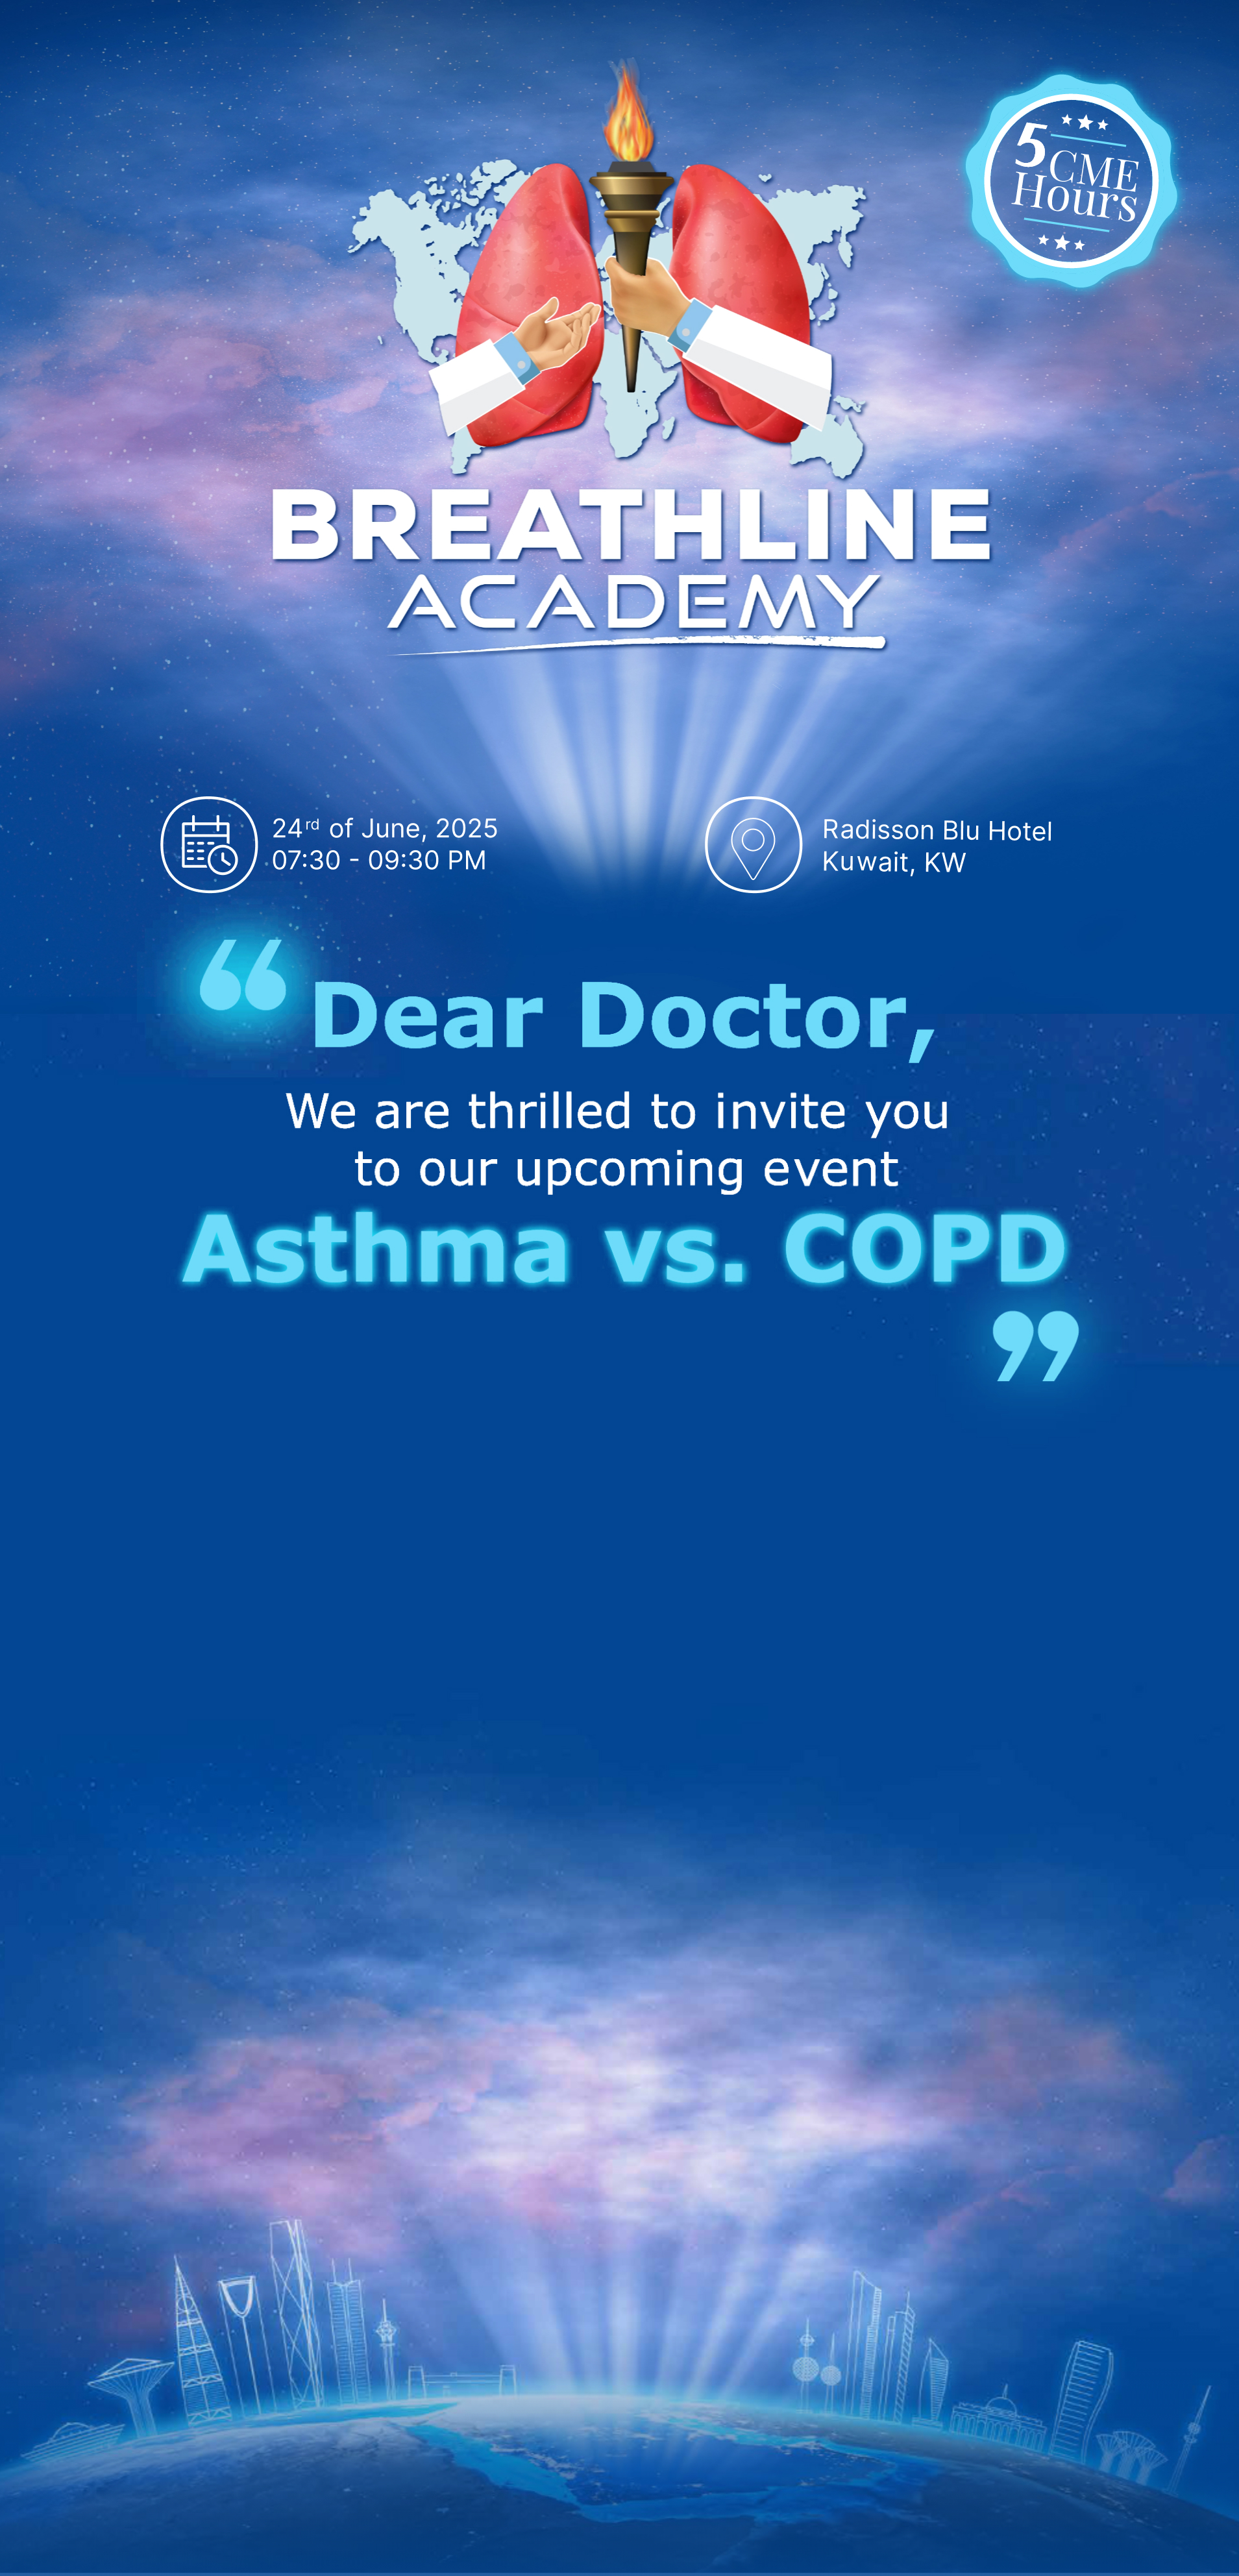 5 CME
Hours
BREATHLINE
ACADEMY
24rd of June, 2025
07:30 - 09:30 PM
Radisson Blu Hotel
Kuwait, KW
“Dear Doctor,
We are thrilled to invite you
to our upcoming event
Asthma vs. COPD
”